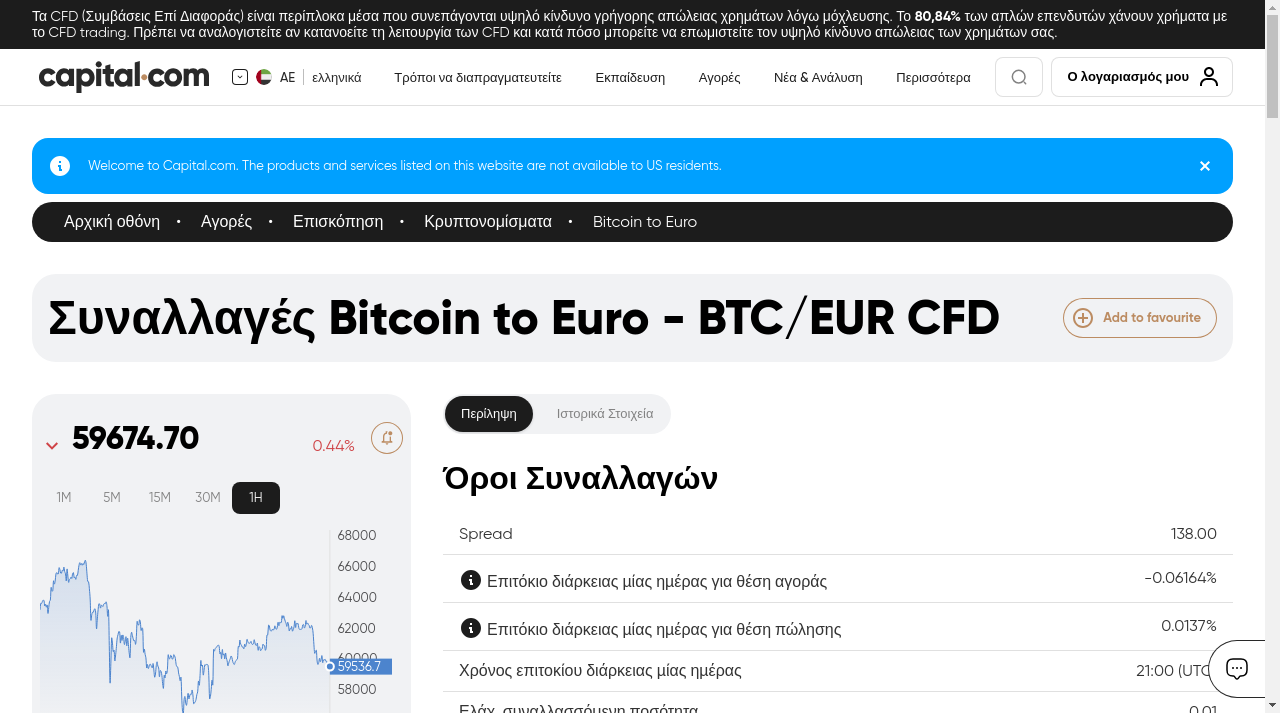 Τα CFD (Συμβάσεις Επί Διαφοράς) είναι περίπλοκα μέσα που συνεπάγονται υψηλό κίνδυνο γρήγορης απώλειας χρημάτων λόγω μόχλευσης. Το 80,84% των απλών επενδυτών χάνουν χρήματα με
το CFD trading. Πρέπει να αναλογιστείτε αν κατανοείτε τη λειτουργία των CFD και κατά πόσο μπορείτε να επωμιστείτε τον υψηλό κίνδυνο απώλειας των χρημάτων σας.
capital.com AE ελληνικά Τρόποι να διαπραγματευτείτε Εκπαίδευση Αγορές Νέα & Ανάλυση Περισσότερα Ο λογαριασμός μου
Welcome to Capital.com. The products and services listed on this website are not available to US residents.
Αρχική οθόνη • Αγορές • Επισκόπηση • Κρυπτονομίσματα • Bitcoin to Euro
Συναλλαγές Bitcoin to Euro - BTC/EUR CFD
Add to favourite
59674.70 0.44%
1M 5M 15M 30M 1H
68000
66000
64000
62000
60000
59536.7
58000
Περίληψη Ιστορικά Στοιχεία
Όροι Συναλλαγών
Spread 138.00
Επιτόκιο διάρκειας μίας ημέρας για θέση αγοράς -0.06164%
Επιτόκιο διάρκειας μίας ημέρας για θέση πώλησης 0.0137%
Χρόνος επιτοκίου διάρκειας μίας ημέρας 21:00 (UTC)
Ελάχ. συναλλασσόμενη ποσότητα 0.01